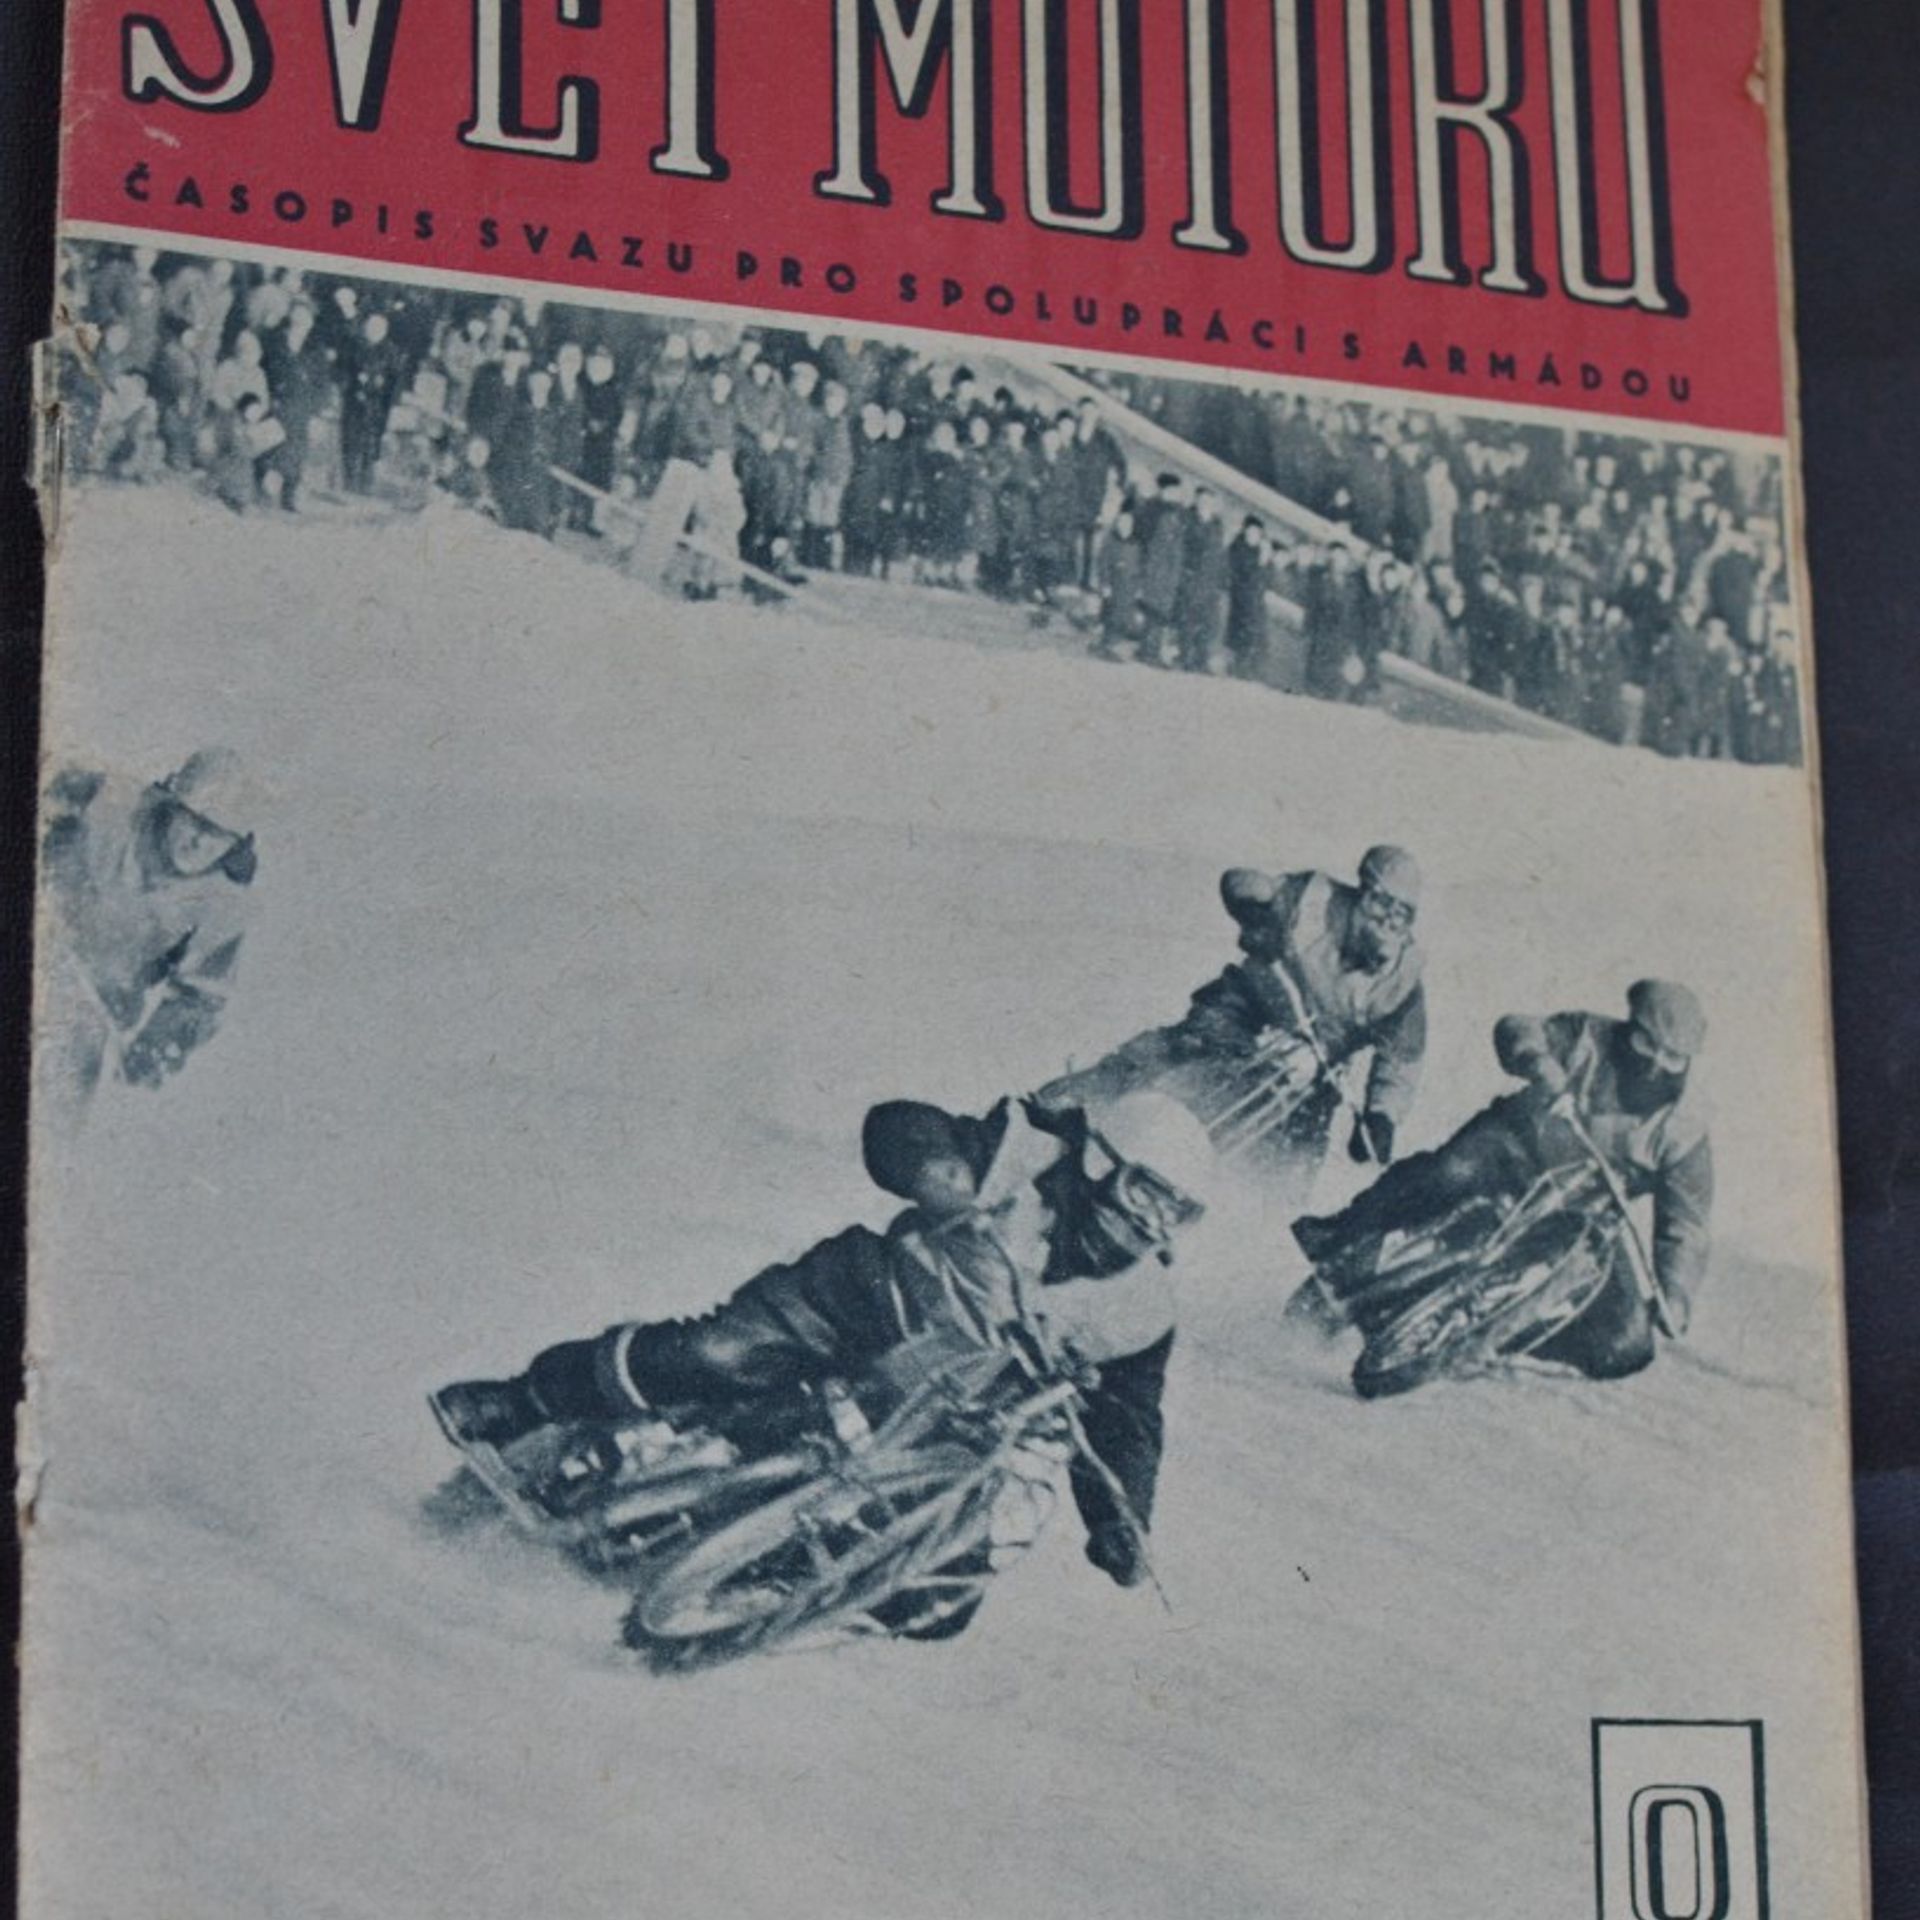 SVĚT MOTORŮ
ČASOPIS SVAZU PRO SPOLUPRÁCI S ARMÁDOU